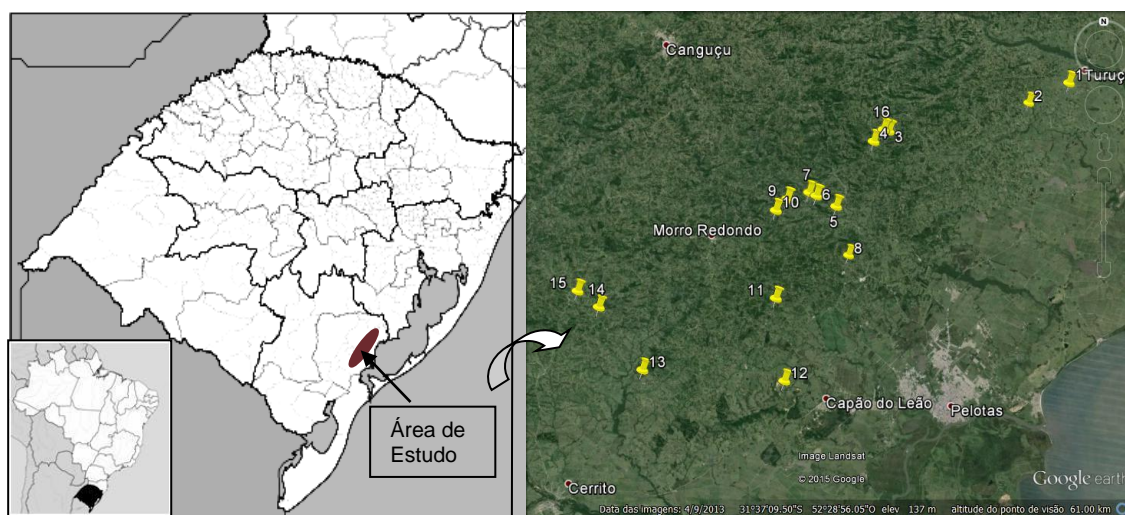 Área de
Estudo
N
Canguçu
1
Turuç
2
16
4
3
7
9
6
10
5
Morro Redondo
8
15
14
11
13
12
Capão do Leão
Pelotas
Image Landsat
© 2015 Google
Google earth
Cerrito
Data das imagens: 4/9/2013 31°37'09.50"S 52°28'56.05"O elev 137 m altitude do ponto de visão 61.00 km